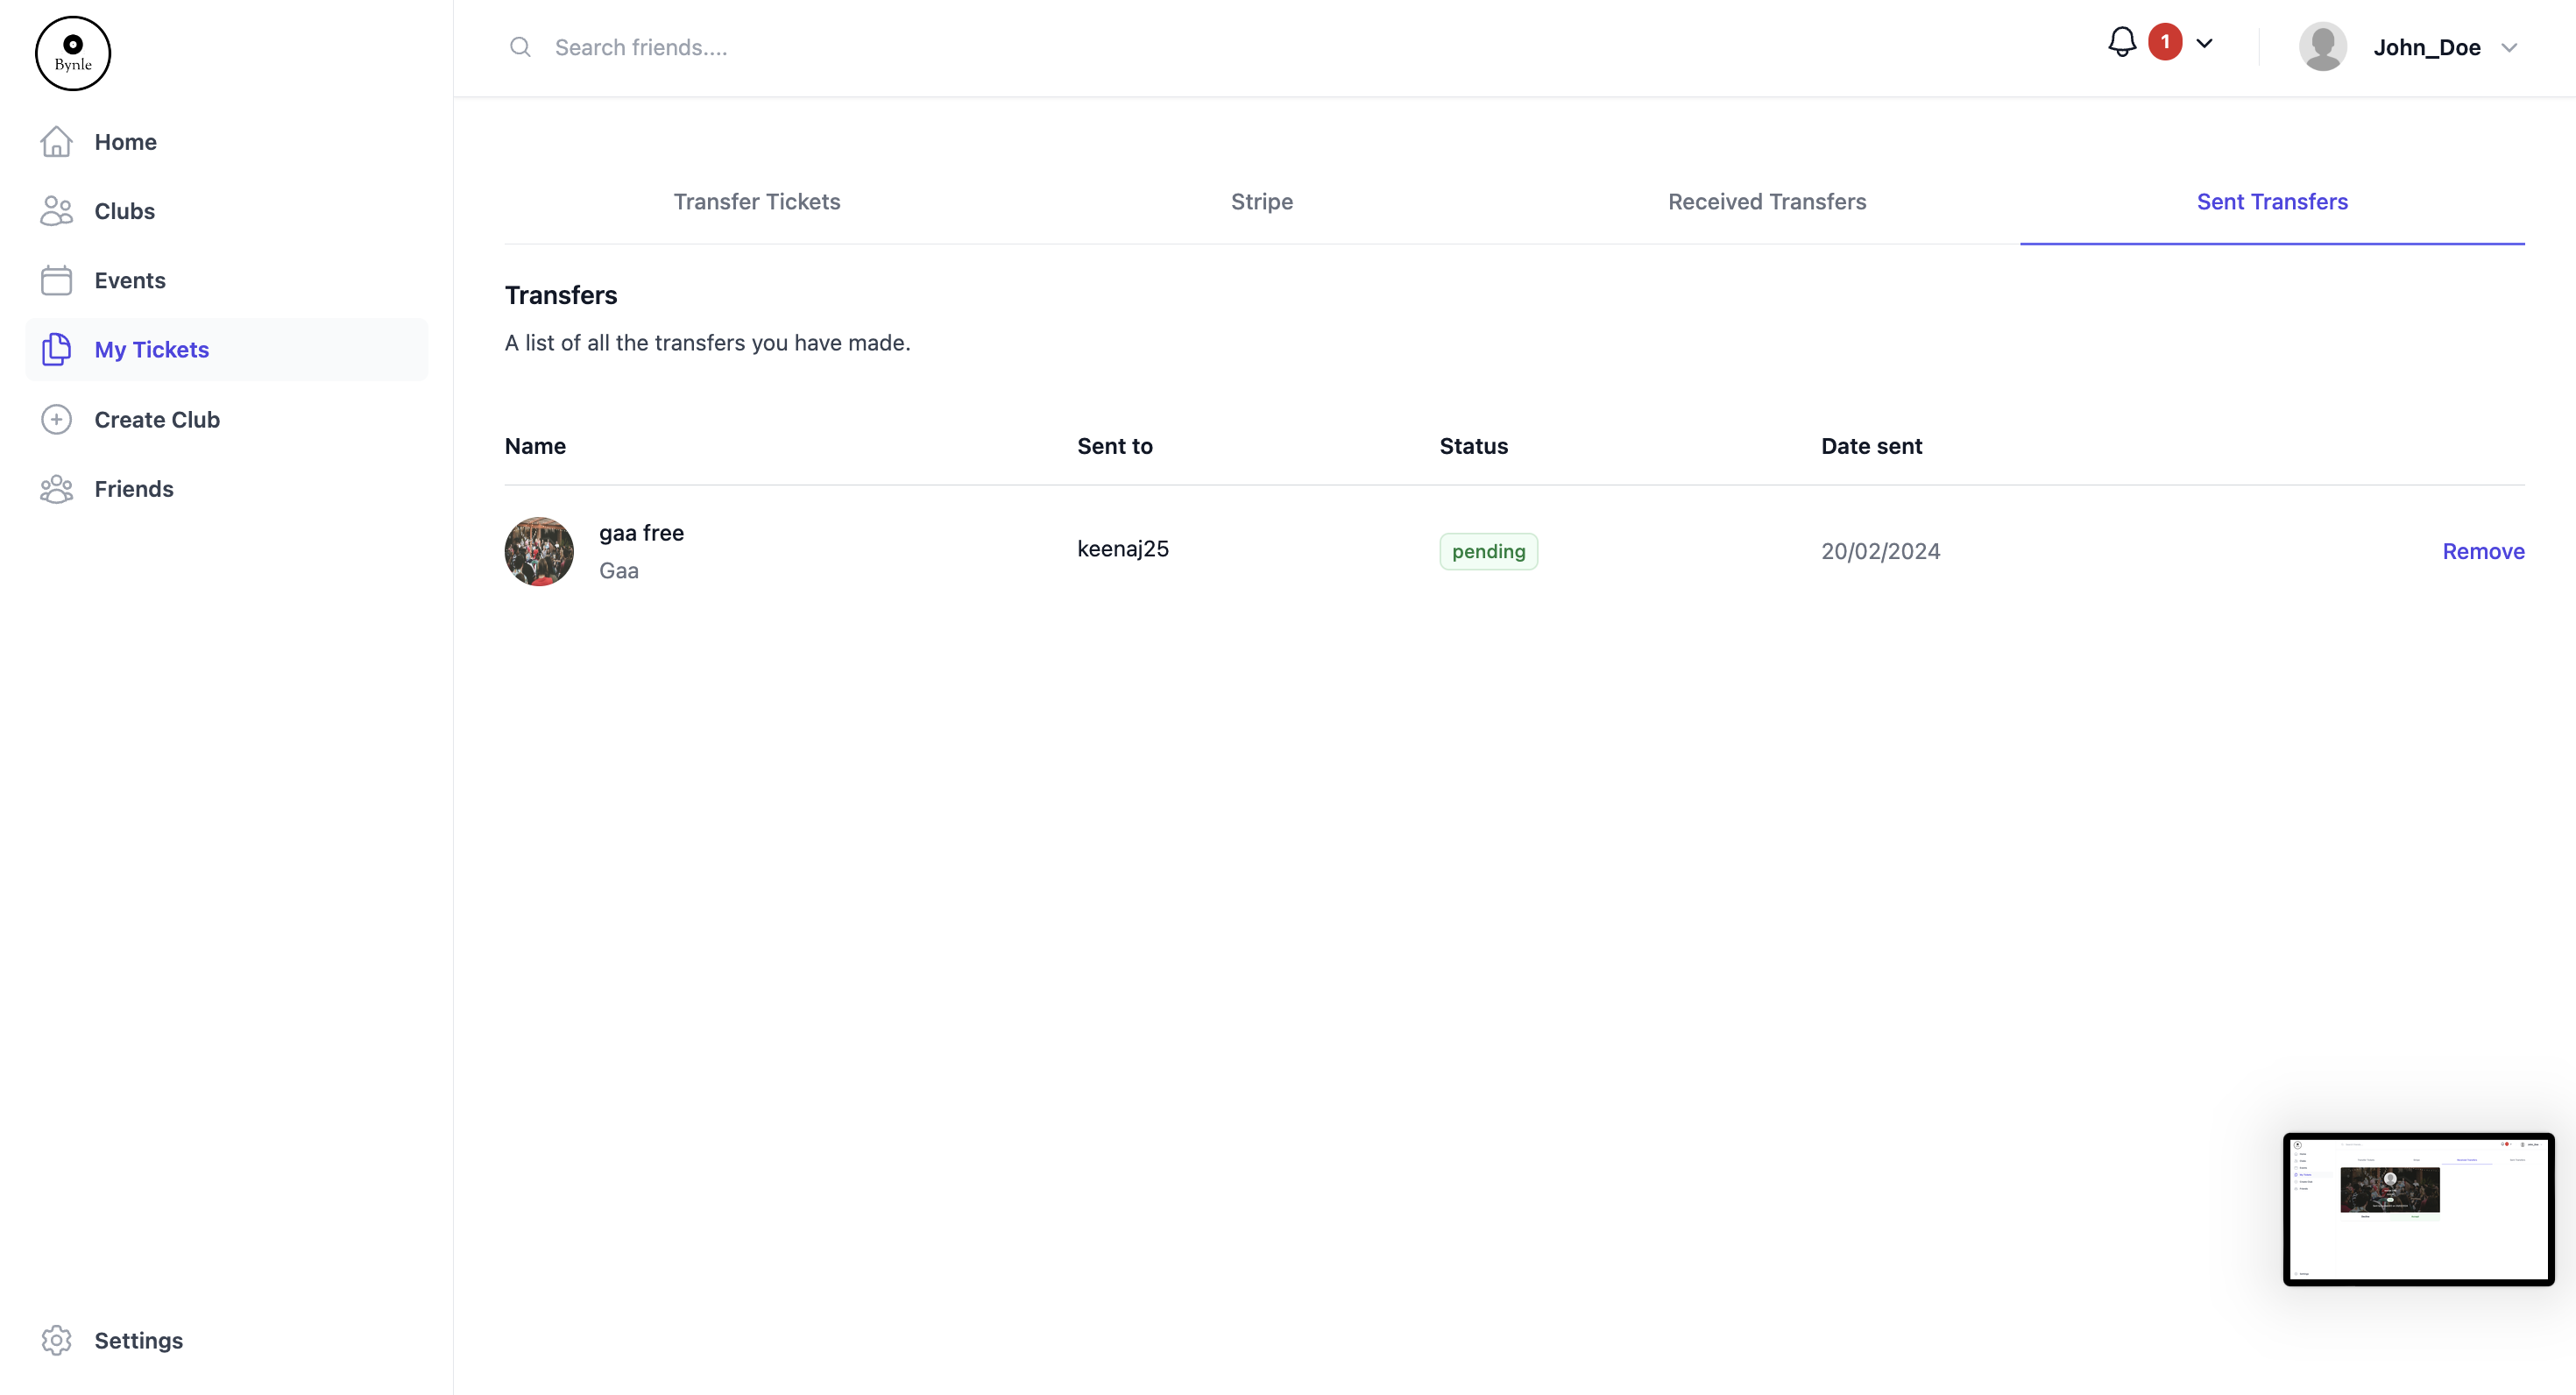 Bynle
Home
Clubs
Events
My Tickets
Create Club
Friends
Settings
Search friends....
1
John_Doe
Transfer Tickets
Stripe
Received Transfers
Sent Transfers
Transfers
A list of all the transfers you have made.
Name Sent to Status Date sent
gaa free
Gaa
keenaj25
pending
20/02/2024
Remove